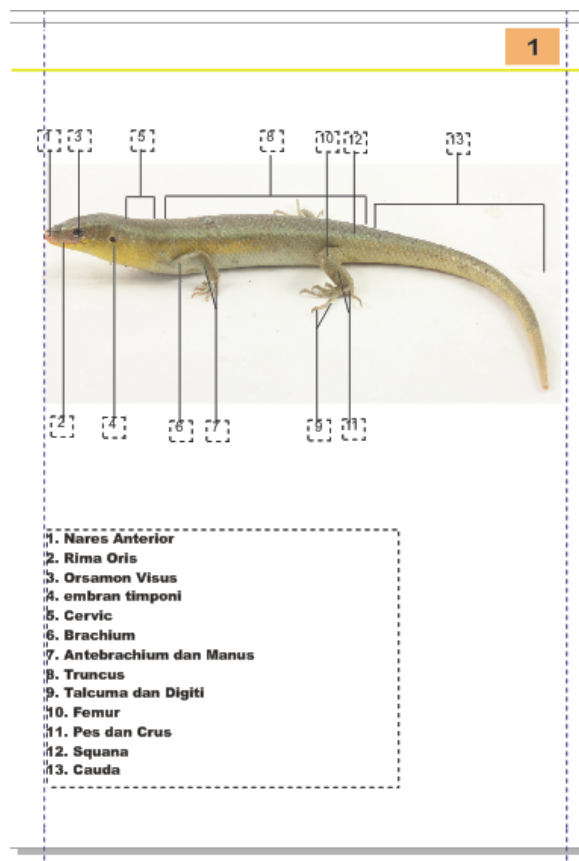 1
1 3 5 8 10 12 13
2 4 6 7 9 11
1. Nares Anterior
2. Rima Oris
3. Orsamon Visus
4. embran timponi
5. Cervic
6. Brachium
7. Antebrachium dan Manus
8. Truncus
9. Talcuma dan Digiti
10. Femur
11. Pes dan Crus
12. Squana
13. Cauda